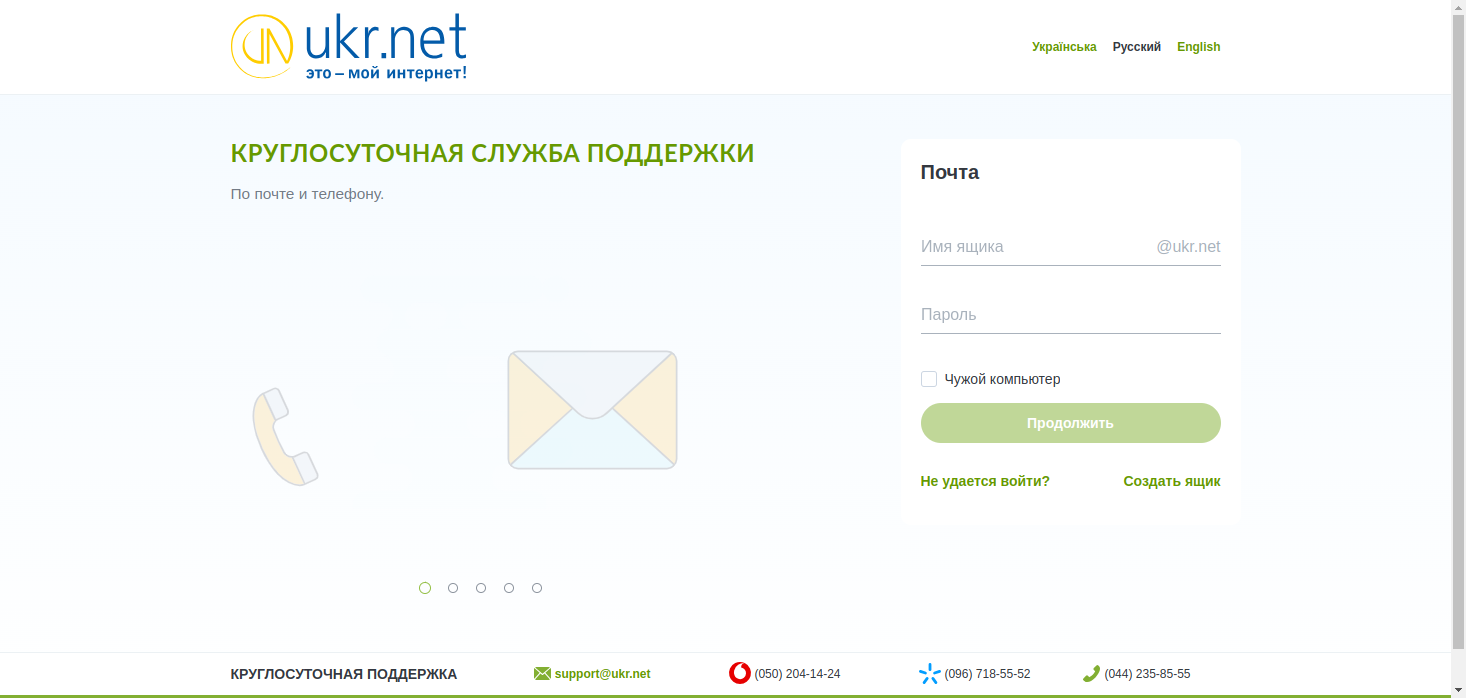 ukr.net
это – мой интернет!
Українська Русский English
КРУГЛОСУТОЧНАЯ СЛУЖБА ПОДДЕРЖКИ
По почте и телефону.
Почта
Имя ящика @ukr.net
Пароль
Чужой компьютер
Продолжить
Не удается войти? Создать ящик
КРУГЛОСУТОЧНАЯ ПОДДЕРЖКА support@ukr.net (050) 204-14-24 (096) 718-55-52 (044) 235-85-55